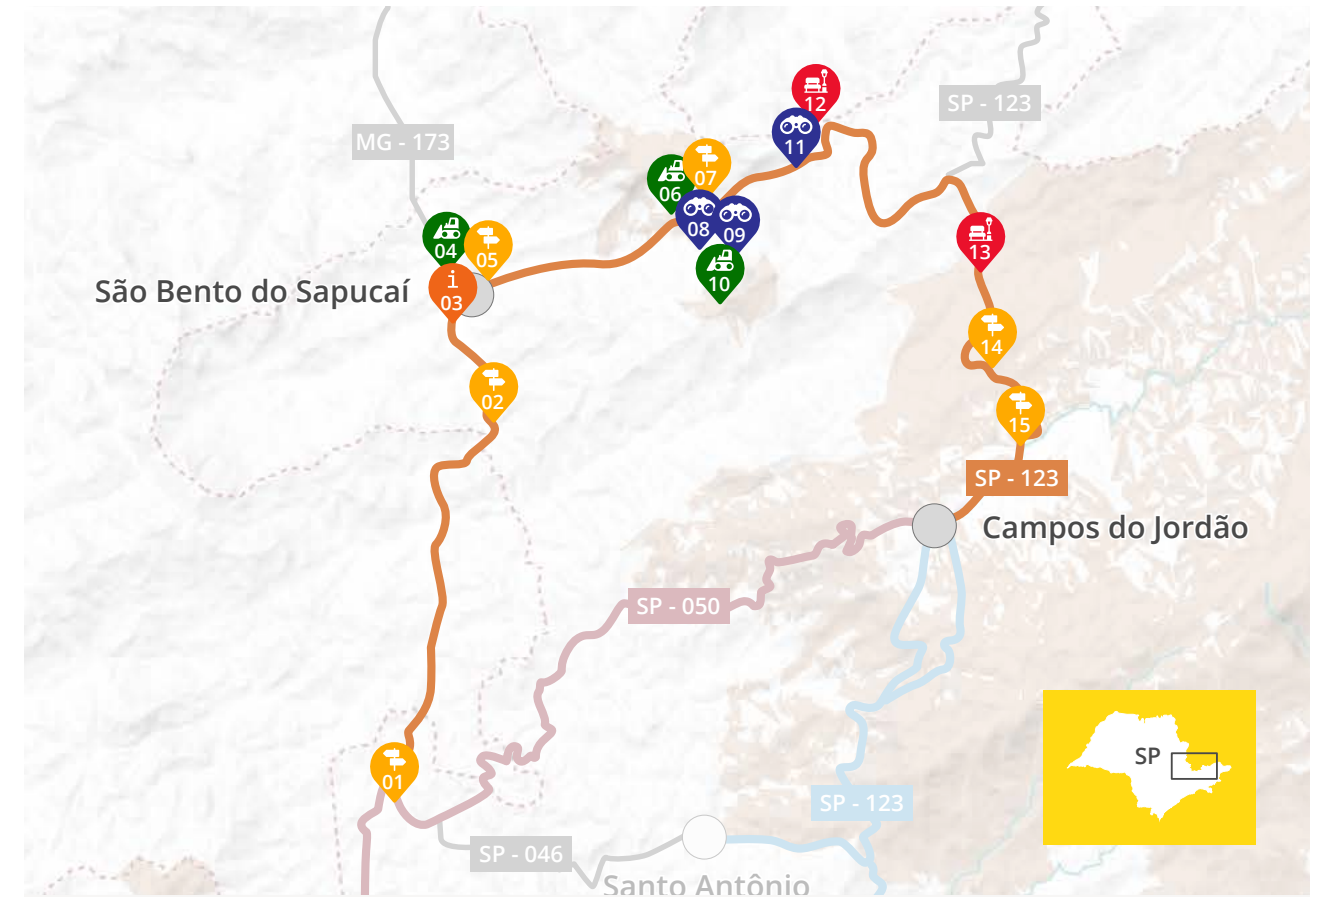 12
SP - 123
11
MG - 173
07
06
08
09
04
05
13
10
São Bento do Sapucaí
i
03
14
02
15
SP - 123
Campos do Jordão
SP - 050
SP
01
SP - 123
SP - 046
Santo Antônio